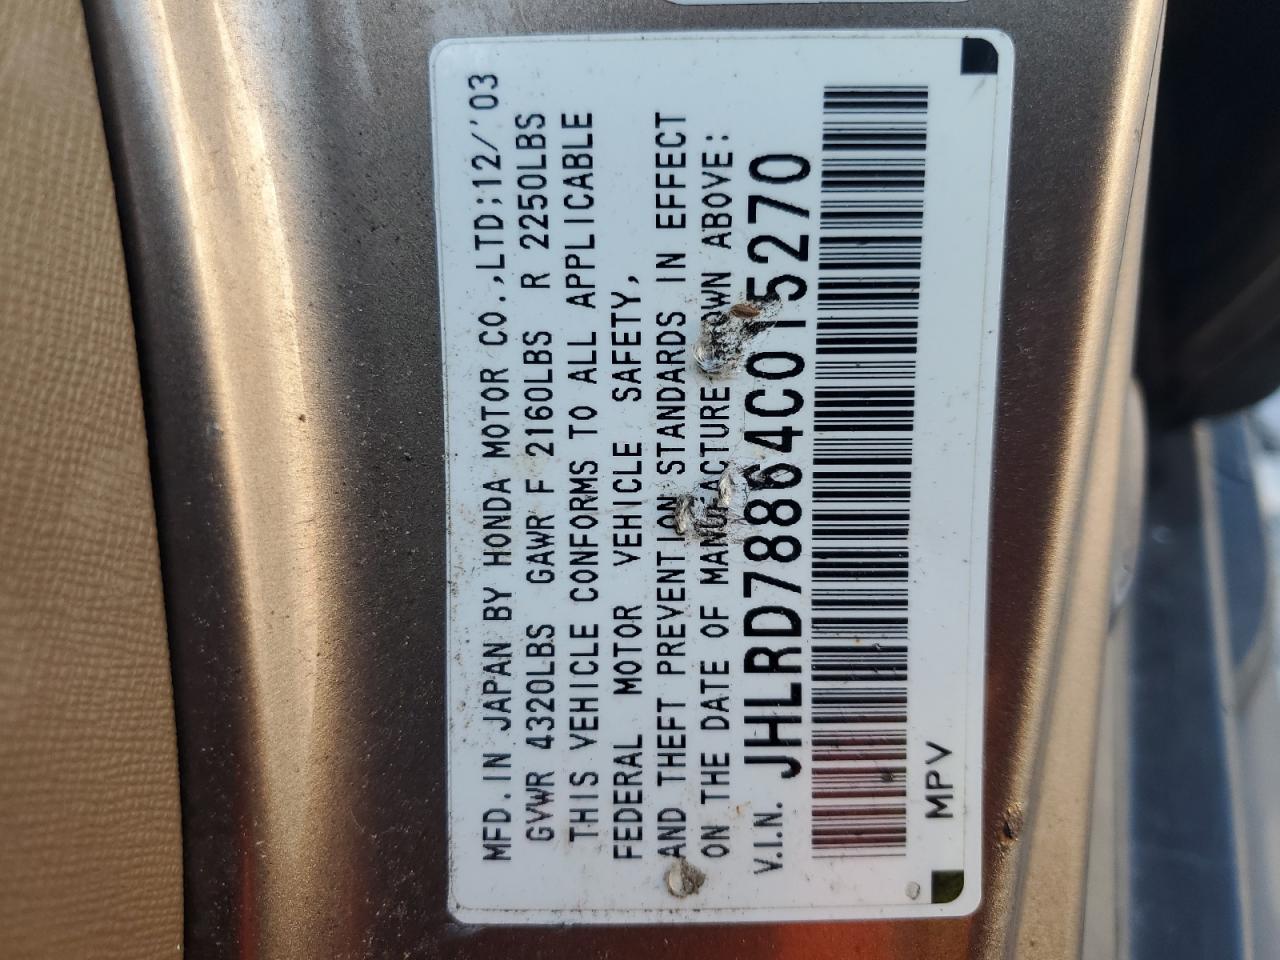 MFD. IN JAPAN BY HONDA MOTOR CO.,LTD;12/'03
GVWR 4320LBS GAWR F 2160LBS R 2250LBS
THIS VEHICLE CONFORMS TO ALL APPLICABLE
FEDERAL MOTOR VEHICLE SAFETY,
AND THEFT PREVENTION STANDARDS IN EFFECT
ON THE DATE OF MANUFACTURE SHOWN ABOVE:
V.I.N. JHLRD78864C015270
MPV